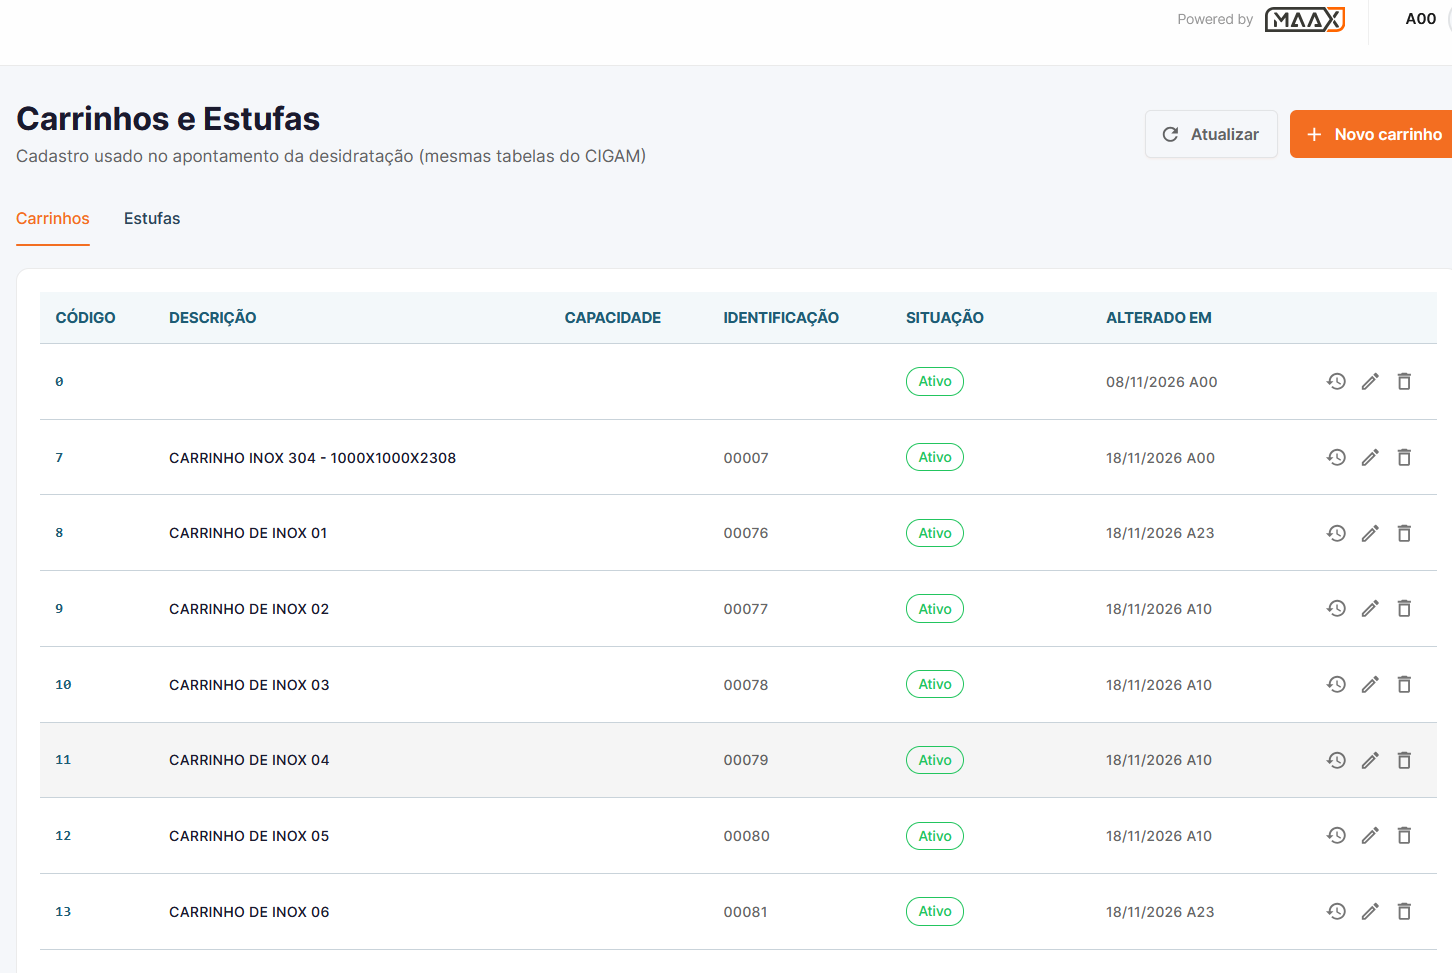 Powered by MAAX A00
Carrinhos e Estufas
Cadastro usado no apontamento da desidratação (mesmas tabelas do CIGAM)
Atualizar
+ Novo carrinho
Carrinhos Estufas
CÓDIGO DESCRIÇÃO CAPACIDADE IDENTIFICAÇÃO SITUAÇÃO ALTERADO EM
0 Ativo 08/11/2026 A00
7 CARRINHO INOX 304 - 1000X1000X2308 00007 Ativo 18/11/2026 A00
8 CARRINHO DE INOX 01 00076 Ativo 18/11/2026 A23
9 CARRINHO DE INOX 02 00077 Ativo 18/11/2026 A10
10 CARRINHO DE INOX 03 00078 Ativo 18/11/2026 A10
11 CARRINHO DE INOX 04 00079 Ativo 18/11/2026 A10
12 CARRINHO DE INOX 05 00080 Ativo 18/11/2026 A10
13 CARRINHO DE INOX 06 00081 Ativo 18/11/2026 A23